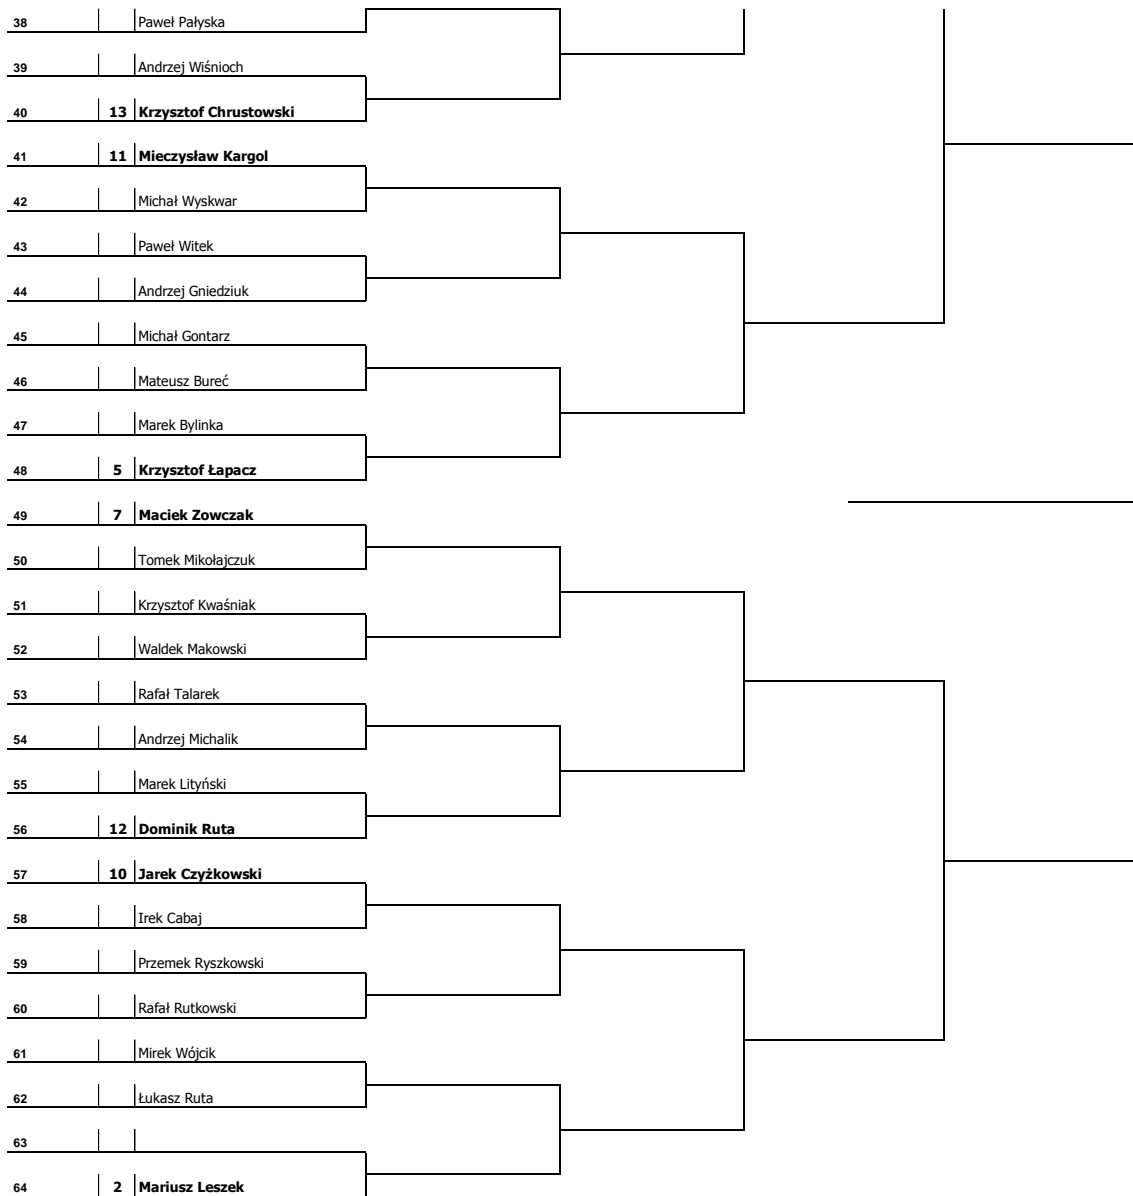 38 Paweł Pałyska
39 Andrzej Wiśnioch
40 13 Krzysztof Chrustowski
41 11 Mieczysław Kargol
42 Michał Wyskwar
43 Paweł Witek
44 Andrzej Gniedziuk
45 Michał Gontarz
46 Mateusz Bureć
47 Marek Bylinka
48 5 Krzysztof Łapacz
49 7 Maciek Zowczak
50 Tomek Mikołajczuk
51 Krzysztof Kwaśniak
52 Waldek Makowski
53 Rafał Talarek
54 Andrzej Michalik
55 Marek Lityński
56 12 Dominik Ruta
57 10 Jarek Czyżkowski
58 Irek Cabaj
59 Przemek Ryszkowski
60 Rafał Rutkowski
61 Mirek Wójcik
62 Łukasz Ruta
63
64 2 Mariusz Leszek